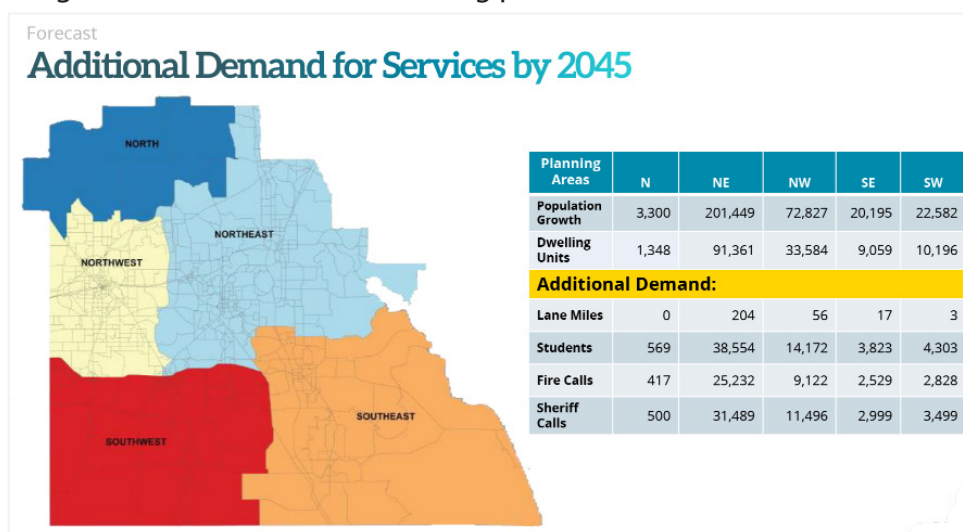 Forecast
Additional Demand for Services by 2045
NORTH
NORTHEAST
NORTHWEST
SOUTHEAST
SOUTHWEST
Planning Areas N NE NW SE SW
Population Growth 3,300 201,449 72,827 20,195 22,582
Dwelling Units 1,348 91,361 33,584 9,059 10,196
Additional Demand:
Lane Miles 0 204 56 17 3
Students 569 38,554 14,172 3,823 4,303
Fire Calls 417 25,232 9,122 2,529 2,828
Sheriff Calls 500 31,489 11,496 2,999 3,499